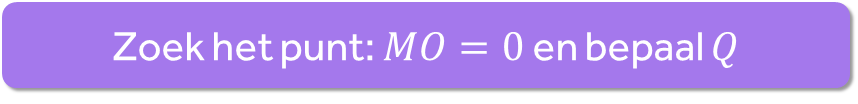 Zoek het punt: MO = 0 en bepaal Q